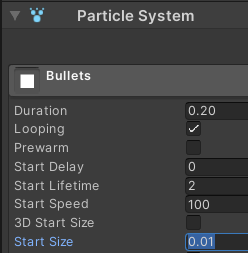 Particle System
Bullets
Duration 0.20
Looping
Prewarm
Start Delay 0
Start Lifetime 2
Start Speed 100
3D Start Size
Start Size 0.01